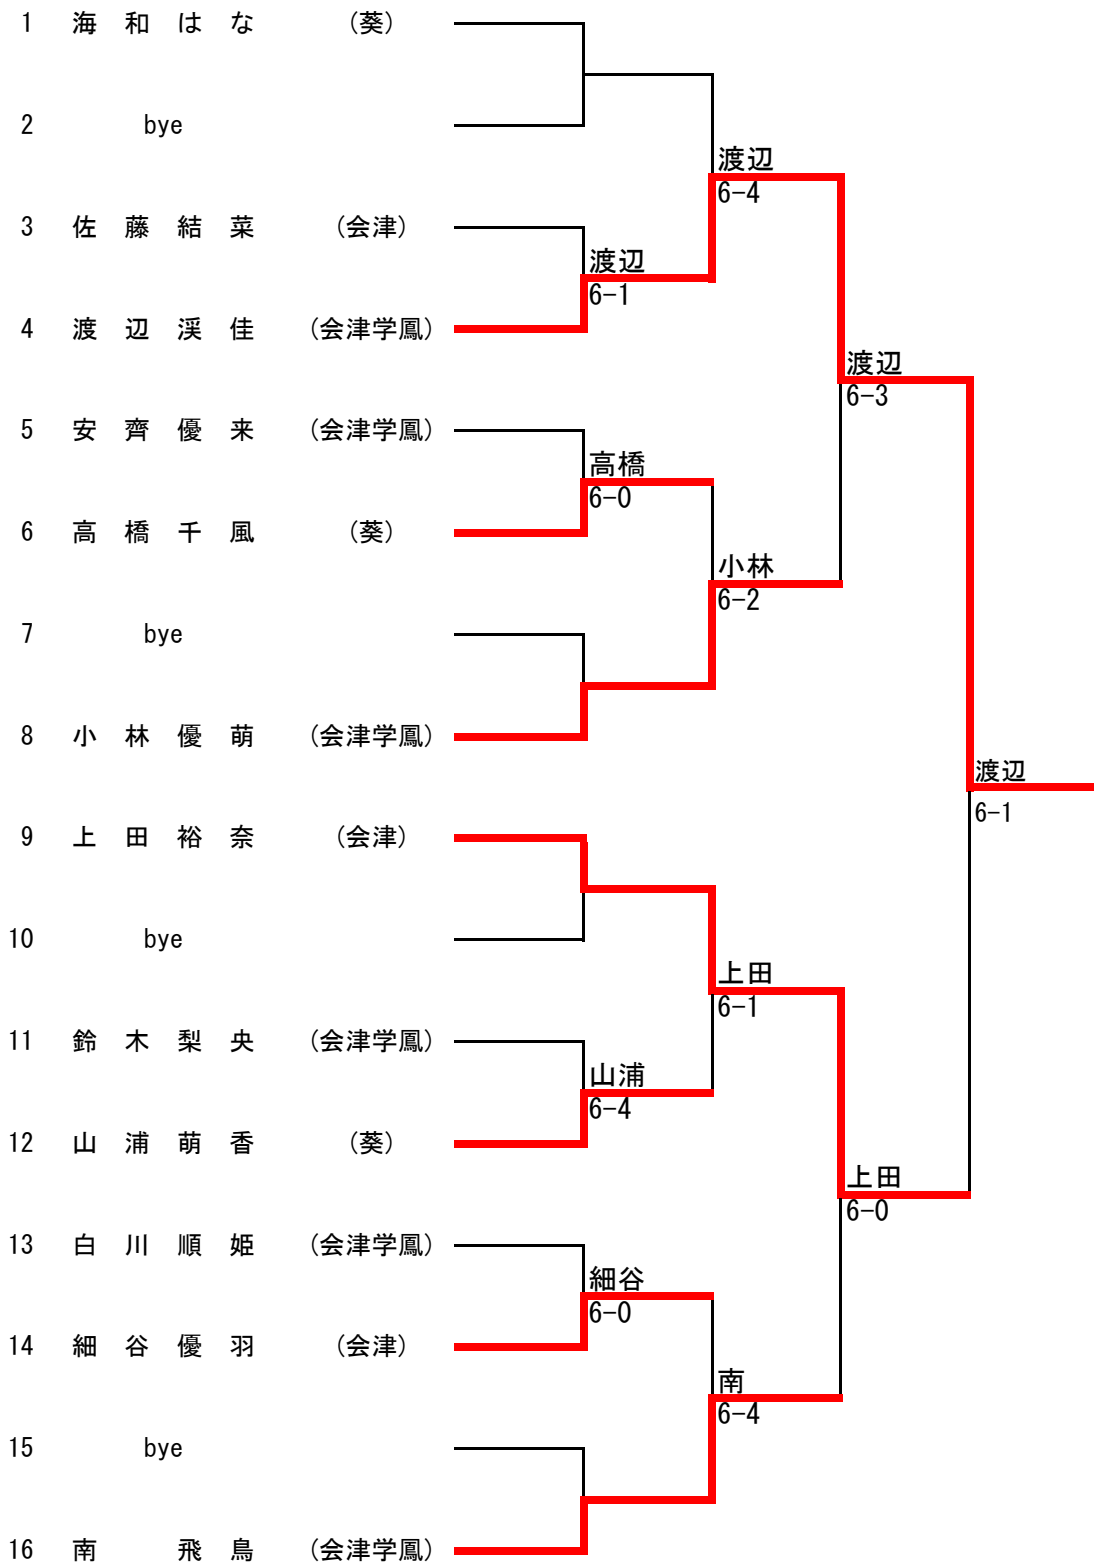 1 海和はな (葵)
2 bye
渡辺
6-4
3 佐藤結菜 (会津)
渡辺
6-1
4 渡辺渓佳 (会津学鳳)
渡辺
6-3
5 安齊優来 (会津学鳳)
高橋
6-0
6 高橋千風 (葵)
小林
6-2
7 bye
8 小林優萌 (会津学鳳)
渡辺
6-1
9 上田裕奈 (会津)
10 bye
上田
6-1
11 鈴木梨央 (会津学鳳)
山浦
6-4
12 山浦萌香 (葵)
上田
6-0
13 白川順姫 (会津学鳳)
細谷
6-0
14 細谷優羽 (会津)
南
6-4
15 bye
16 南 飛鳥 (会津学鳳)